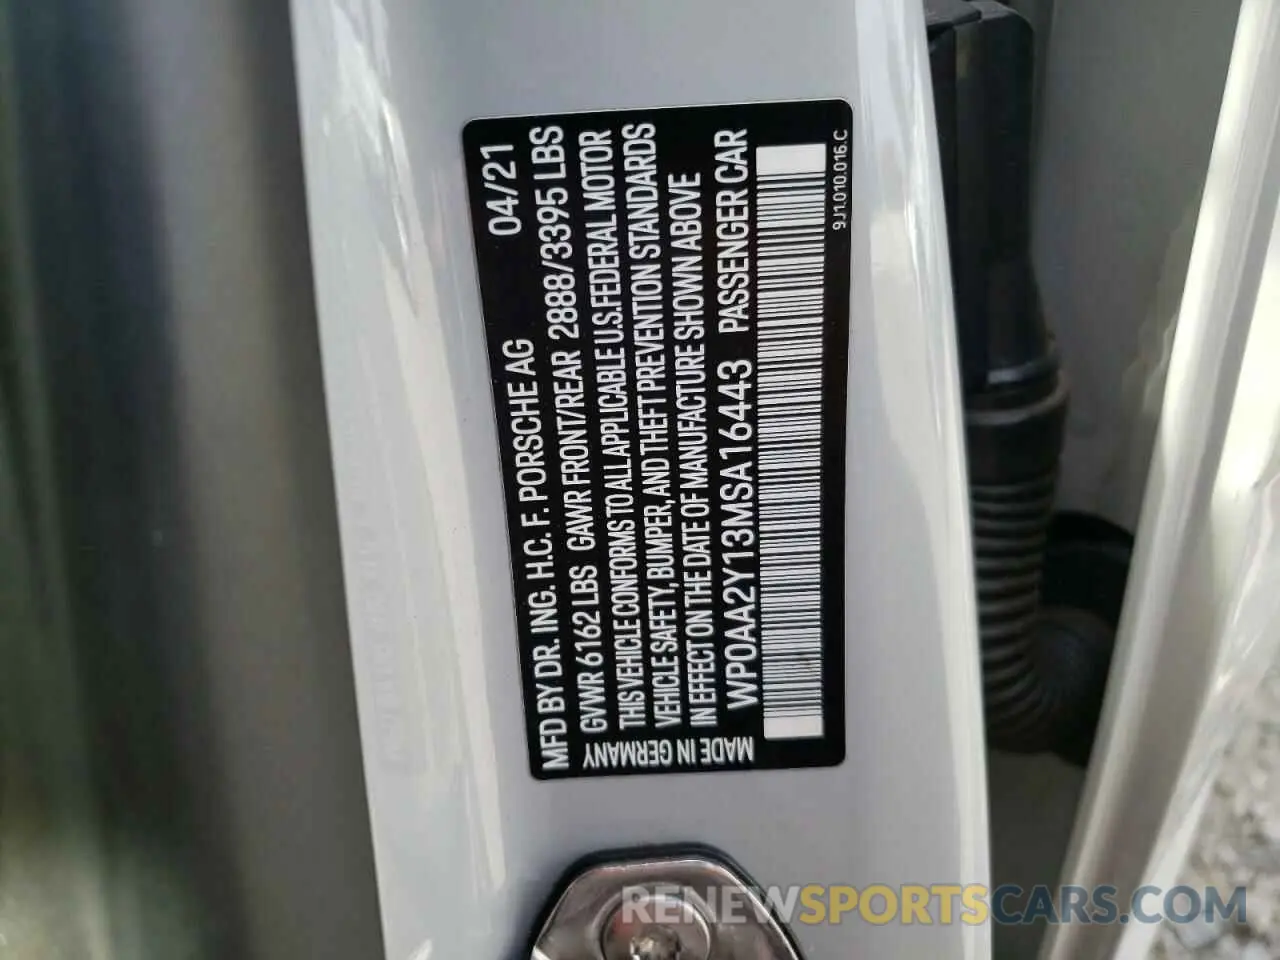 MFD BY DR. ING. H.C. F. PORSCHE AG 04/21
GVWR 6162 LBS GAWR FRONT/REAR 2888/3395 LBS
THIS VEHICLE CONFORMS TO ALL APPLICABLE U.S. FEDERAL MOTOR
VEHICLE SAFETY, BUMPER, AND THEFT PREVENTION STANDARDS
IN EFFECT ON THE DATE OF MANUFACTURE SHOWN ABOVE
WP0AA2Y13MSA16443 PASSENGER CAR
MADE IN GERMANY
9J1.010.016.C
RENEWSPORTSCARS.COM